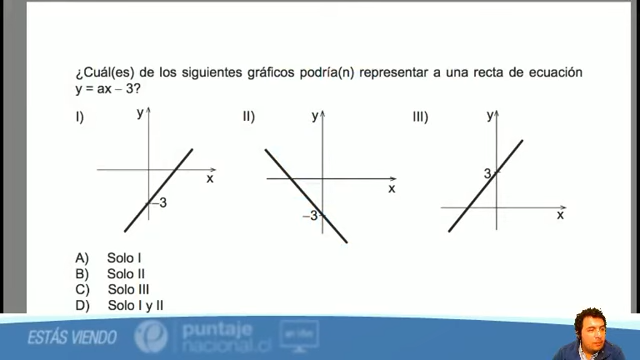 ¿Cuál(es) de los siguientes gráficos podría(n) representar a una recta de ecuación
y = ax – 3?
I)
y
x
–3
II)
y
x
–3
III)
y
3
x
A) Solo I
B) Solo II
C) Solo III
D) Solo I y II
ESTÁS VIENDO
puntaje
nacional.cl